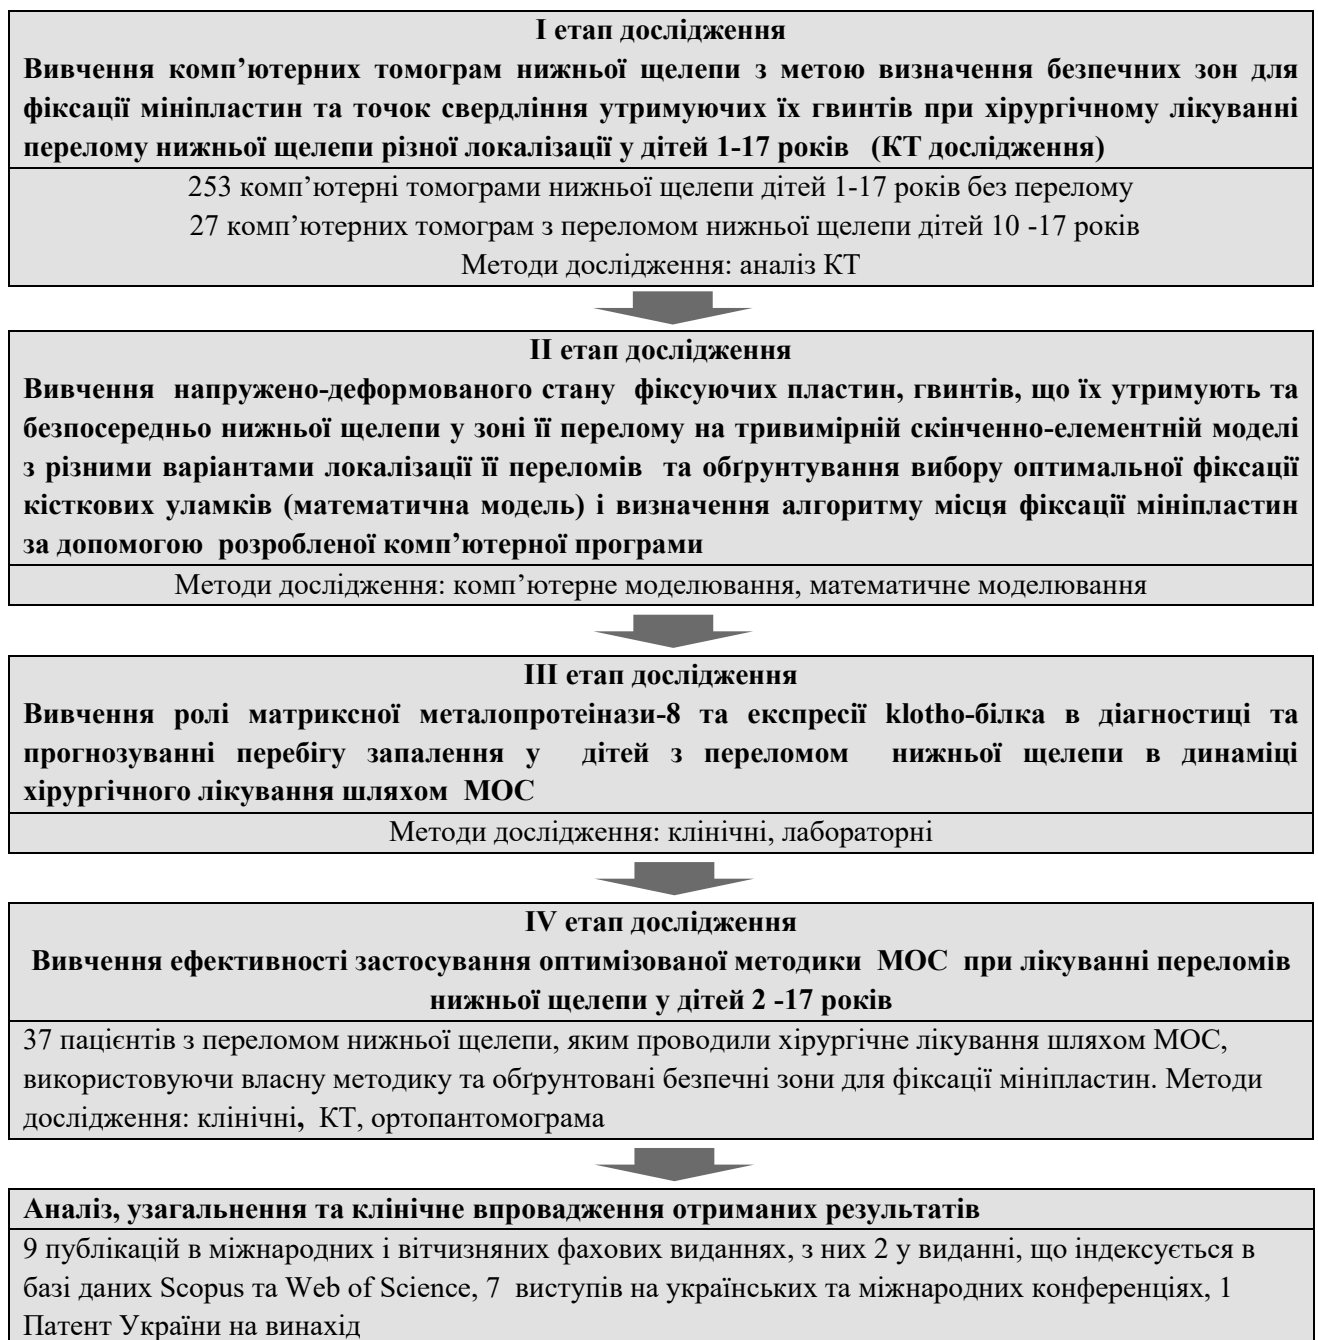 I етап дослідження
Вивчення комп’ютерних томограм нижньої щелепи з метою визначення безпечних зон для
фіксації мініпластин та точок свердління утримуючих їх гвинтів при хірургічному лікуванні
перелому нижньої щелепи різної локалізації у дітей 1-17 років (КТ дослідження)
253 комп’ютерні томограми нижньої щелепи дітей 1-17 років без перелому
27 комп’ютерних томограм з переломом нижньої щелепи дітей 10 -17 років
Методи дослідження: аналіз КТ
II етап дослідження
Вивчення напружено-деформованого стану фіксуючих пластин, гвинтів, що їх утримують та
безпосередньо нижньої щелепи у зоні її перелому на тривимірній скінченно-елементній моделі
з різними варіантами локалізації її переломів та обґрунтування вибору оптимальної фіксації
кісткових уламків (математична модель) і визначення алгоритму місця фіксації мініпластин
за допомогою розробленої комп’ютерної програми
Методи дослідження: комп’ютерне моделювання, математичне моделювання
III етап дослідження
Вивчення ролі матриксної металопротеінази-8 та експресії klotho-білка в діагностиці та
прогнозуванні перебігу запалення у дітей з переломом нижньої щелепи в динаміці
хірургічного лікування шляхом МОС
Методи дослідження: клінічні, лабораторні
IV етап дослідження
Вивчення ефективності застосування оптимізованої методики МОС при лікуванні переломів
нижньої щелепи у дітей 2 -17 років
37 пацієнтів з переломом нижньої щелепи, яким проводили хірургічне лікування шляхом МОС,
використовуючи власну методику та обґрунтовані безпечні зони для фіксації мініпластин. Методи
дослідження: клінічні, КТ, ортопантомограма
Аналіз, узагальнення та клінічне впровадження отриманих результатів
9 публікацій в міжнародних і вітчизняних фахових виданнях, з них 2 у виданні, що індексується в
базі даних Scopus та Web of Science, 7 виступів на українських та міжнародних конференціях, 1
Патент України на винахід